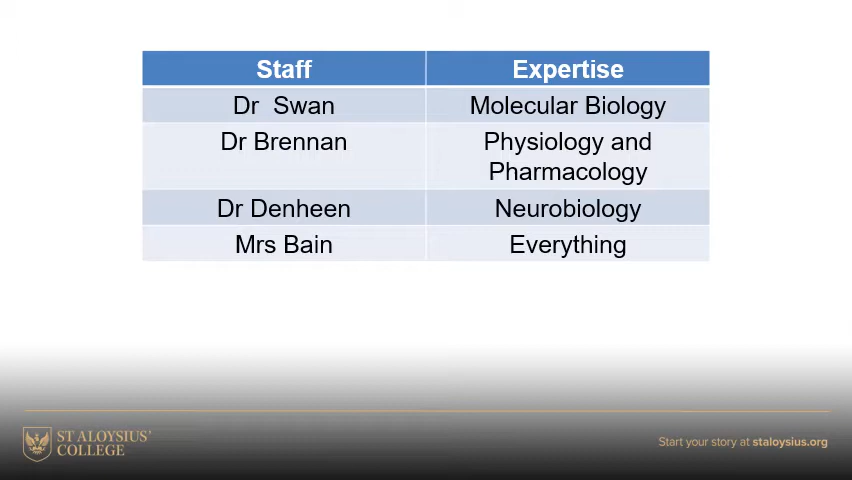 Staff Expertise
Dr Swan Molecular Biology
Dr Brennan Physiology and
Pharmacology
Dr Denheen Neurobiology
Mrs Bain Everything
ST ALOYSIUS'
COLLEGE
Start your story at staloysius.org